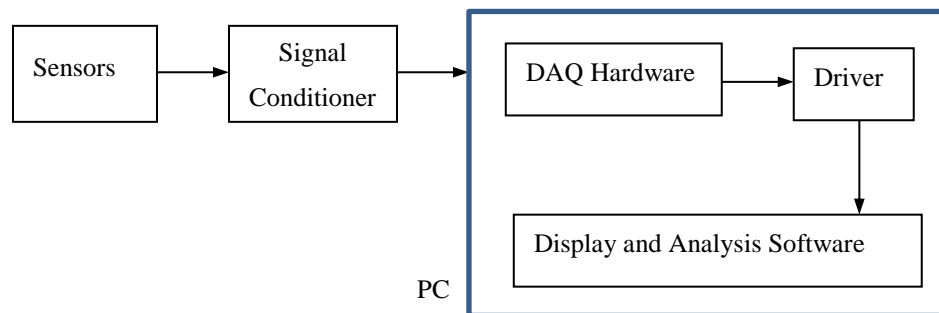 Sensors
Signal
Conditioner
DAQ Hardware
Driver
Display and Analysis Software
PC